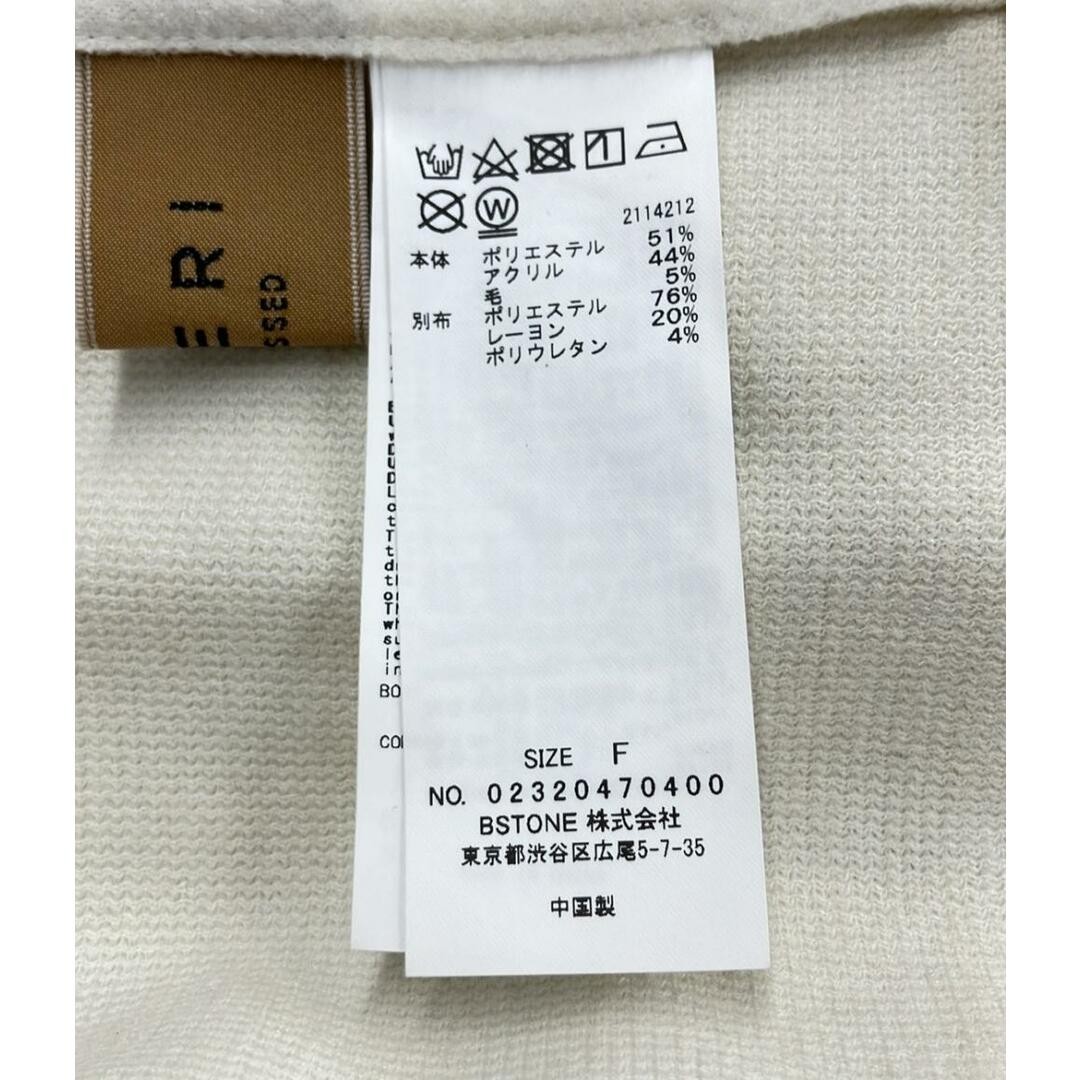 E R I
SSED
W
2114212
本体 ポリエステル 51%
アクリル 44%
毛 5%
別布 ポリエステル 76%
レーヨン 20%
ポリウレタン 4%
BO
SIZE F
NO. 02320470400
BSTONE 株式会社
東京都渋谷区広尾5-7-35
中国製